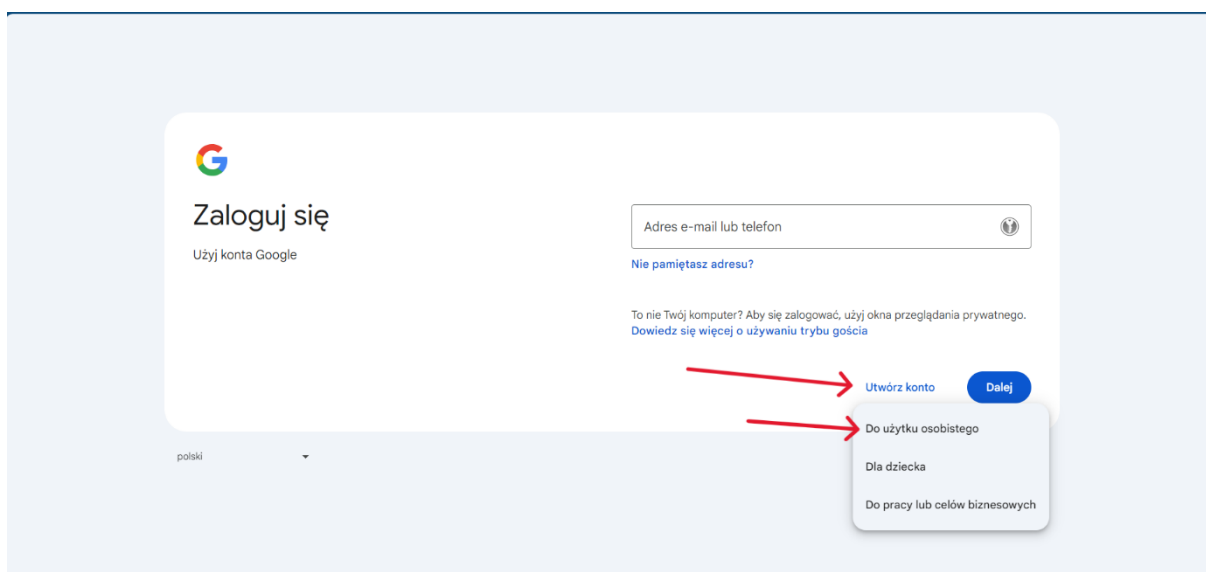 Zaloguj się
Użyj konta Google
Adres e-mail lub telefon
Nie pamiętasz adresu?
To nie Twój komputer? Aby się zalogować, użyj okna przeglądania prywatnego.
Dowiedz się więcej o używaniu trybu gościa
Utwórz konto
Dalej
Do użytku osobistego
Dla dziecka
Do pracy lub celów biznesowych
polski